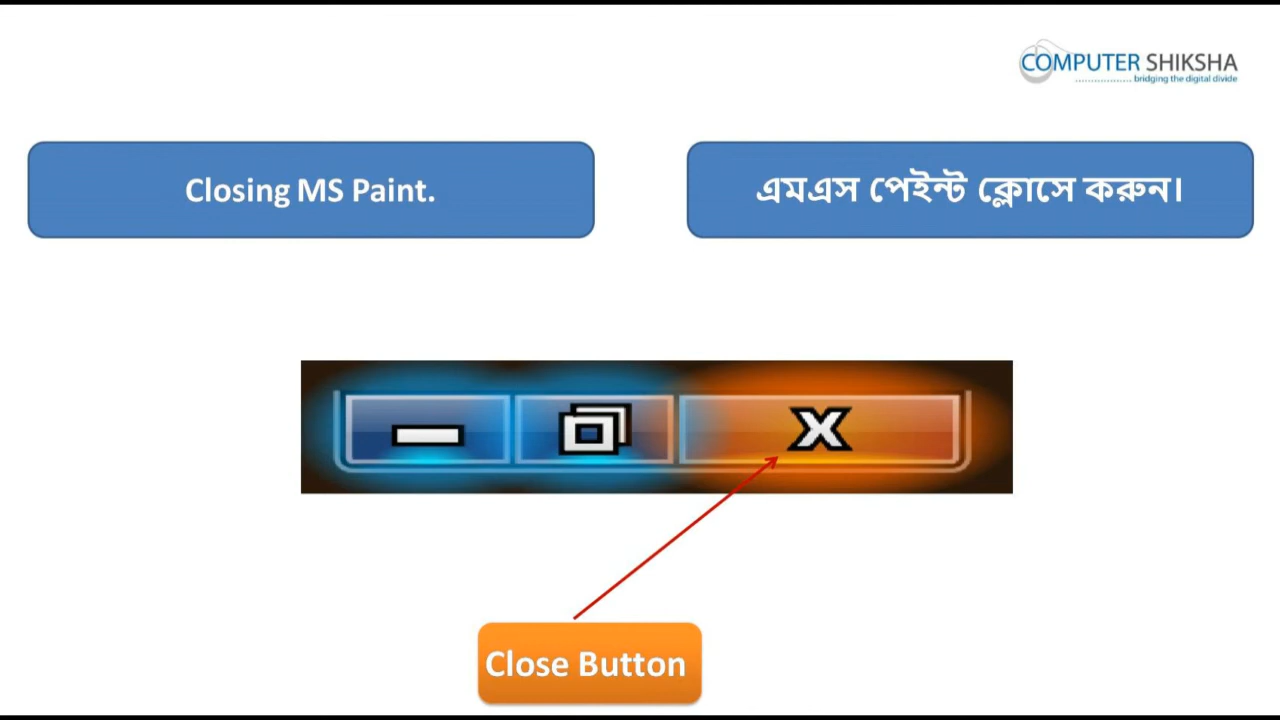 COMPUTER SHIKSHA
bridging the digital divide
Closing MS Paint.
এমএস পেইন্ট ক্লোসে করুন।
Close Button